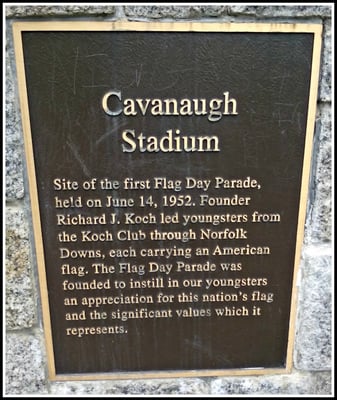 Cavanaugh
Stadium
Site of the first Flag Day Parade,
held on June 14, 1952. Founder
Richard J. Koch led youngsters from
the Koch Club through Norfolk
Downs, each carrying an American
flag. The Flag Day Parade was
founded to instill in our youngsters
an appreciation for this nation's flag
and the significant values which it
represents.